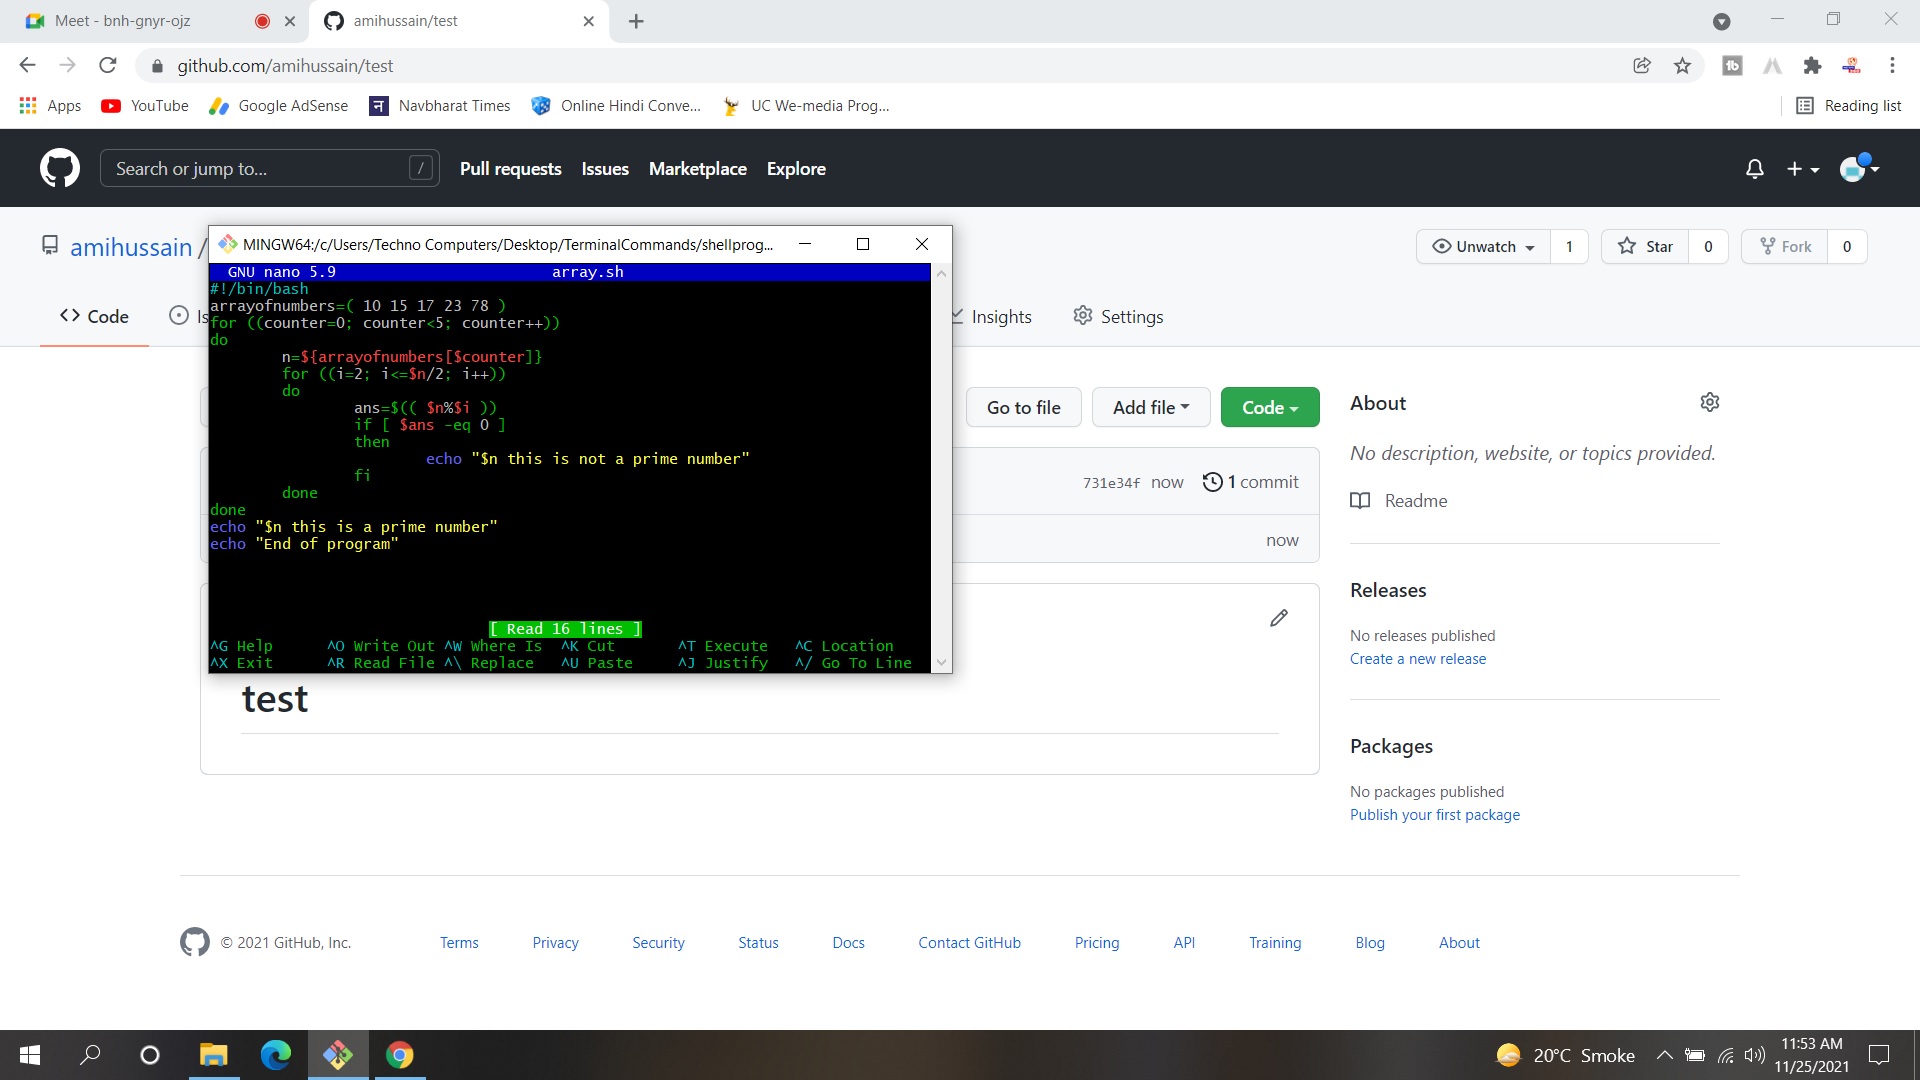 Meet - bnh-gnyr-ojz
amihussain/test
github.com/amihussain/test
Apps
YouTube
Google AdSense
न
Navbharat Times
Online Hindi Conve...
UC We-media Prog...
Reading list
Search or jump to...
/
Pull requests
Issues
Marketplace
Explore
amihussain /
Unwatch
1
Star
0
Fork
0
<> Code
Is
Insights
Settings
MINGW64:/c/Users/Techno Computers/Desktop/TerminalCommands/shellprog...
GNU nano 5.9
array.sh
#!/bin/bash
arrayofnumbers=( 10 15 17 23 78 )
for ((counter=0; counter<5; counter++))
do
n=${arrayofnumbers[$counter]}
for ((i=2; i<=$n/2; i++))
do
ans=$(( $n%$i ))
if [ $ans -eq 0 ]
then
echo "$n this is not a prime number"
fi
done
done
echo "$n this is a prime number"
echo "End of program"
[ Read 16 lines ]
^G Help ^O Write Out ^W Where Is ^K Cut ^T Execute ^C Location
^X Exit ^R Read File ^\ Replace ^U Paste ^J Justify ^/ Go To Line
Go to file
Add file
Code
731e34f now
1 commit
now
test
About
No description, website, or topics provided.
Readme
Releases
No releases published
Create a new release
Packages
No packages published
Publish your first package
© 2021 GitHub, Inc.
Terms
Privacy
Security
Status
Docs
Contact GitHub
Pricing
API
Training
Blog
About
20°C Smoke
11:53 AM
11/25/2021